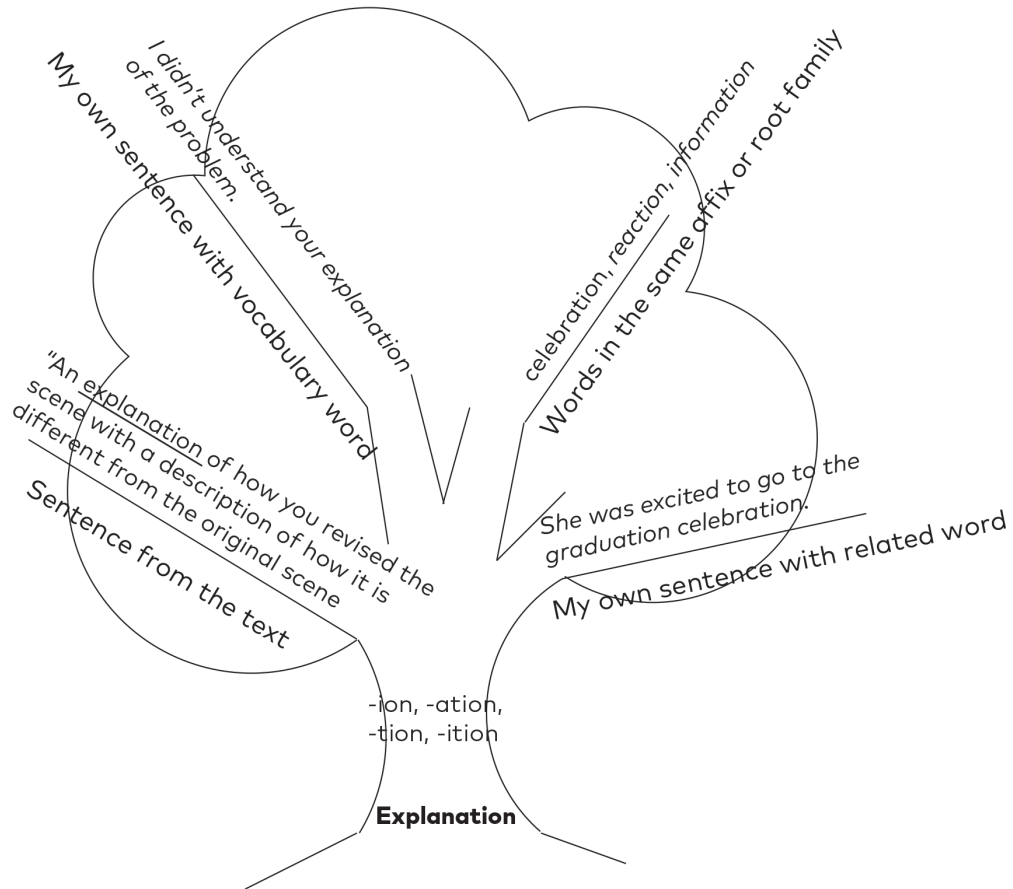 I didn't understand your explanation
of the problem.
My own sentence with vocabulary word
celebration, reaction, information
Words in the same affix or root family
"An explanation of how you revised the
scene with a description of how it is
different from the original scene
Sentence from the text
She was excited to go to the
graduation celebration.
My own sentence with related word
-ion, -ation,
-tion, -ition
Explanation